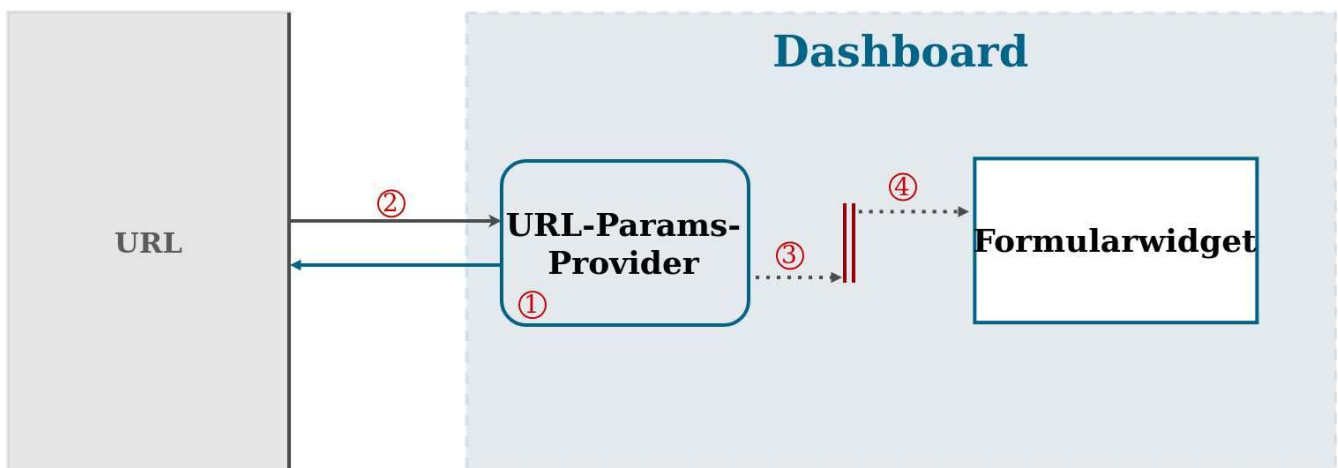 Dashboard
②
④
URL
URL-Params-
Provider
③
①
Formularwidget